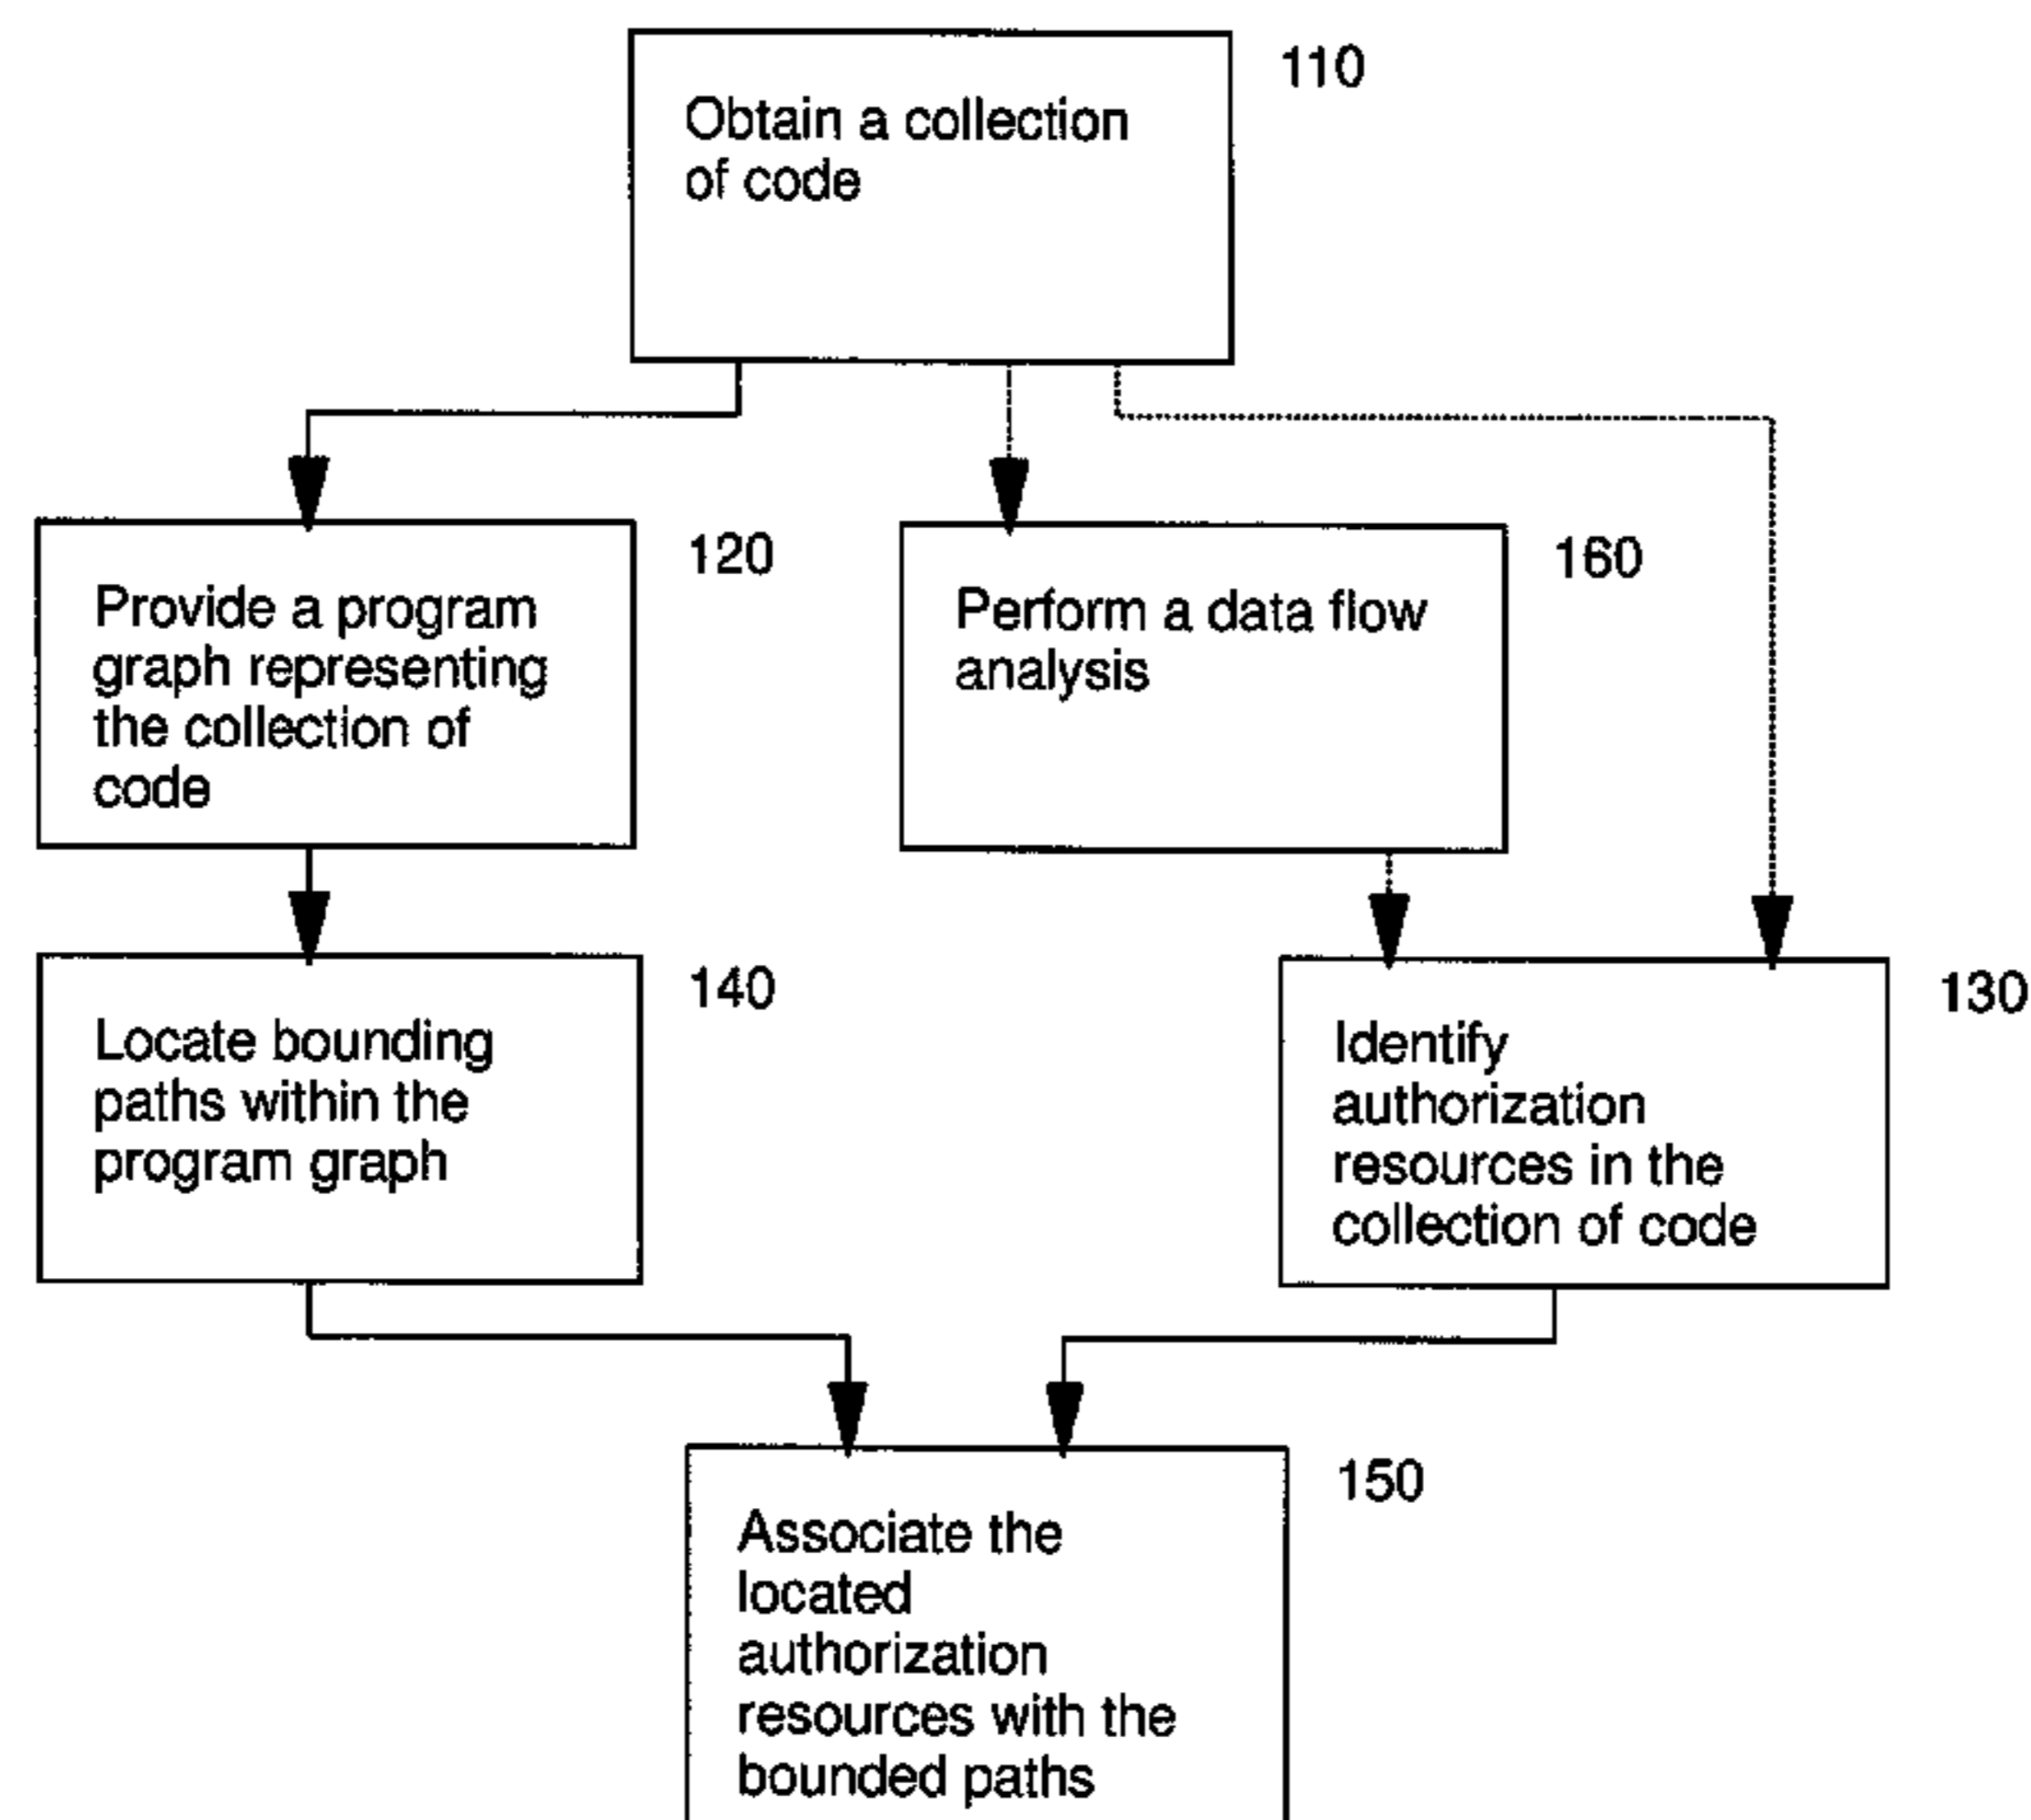 110
Obtain a collection
of code
120
Provide a program
graph representing
the collection of
code
160
Perform a data flow
analysis
140
Locate bounding
paths within the
program graph
130
Identify
authorization
resources in the
collection of code
150
Associate the
located
authorization
resources with the
bounded paths